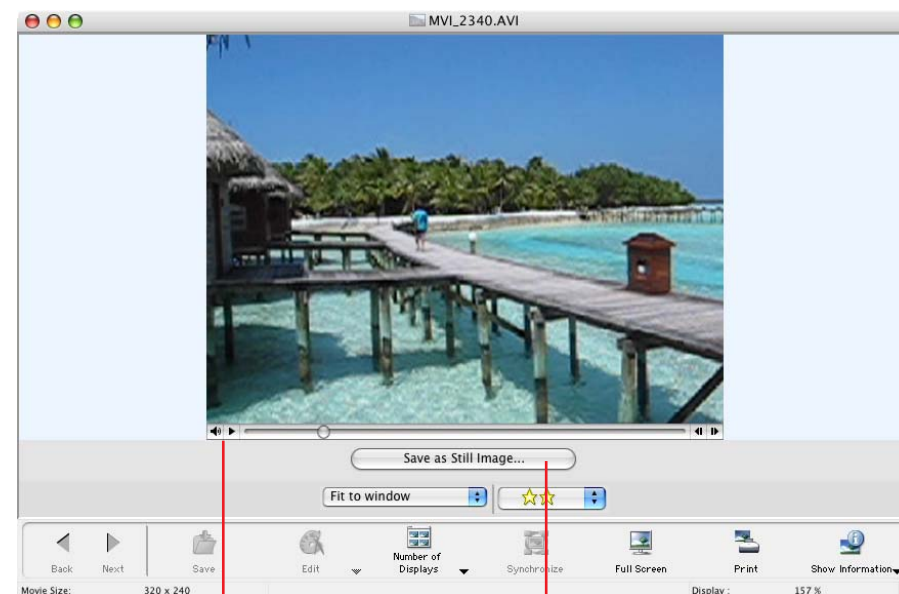 MVI_2340.AVI
Save as Still Image...
Fit to window
Back Next Save Edit Number of Displays Synchronize Full Screen Print Show Information
Movie Size: 320 x 240 Display : 157 %